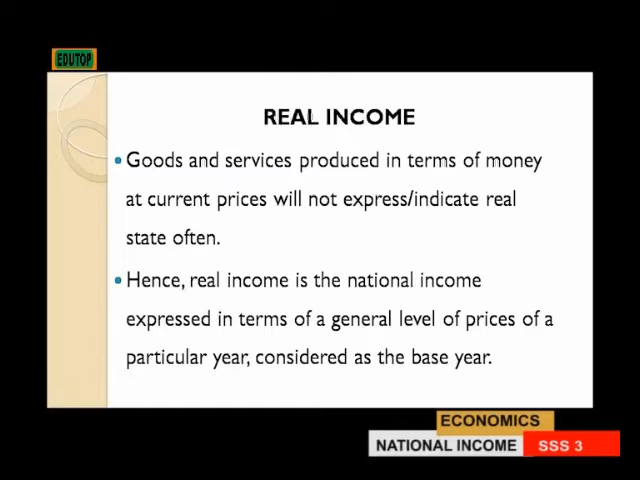 EDUTOP
REAL INCOME
• Goods and services produced in terms of money
at current prices will not express/indicate real
state often.
• Hence, real income is the national income
expressed in terms of a general level of prices of a
particular year, considered as the base year.
ECONOMICS
NATIONAL INCOME SSS 3